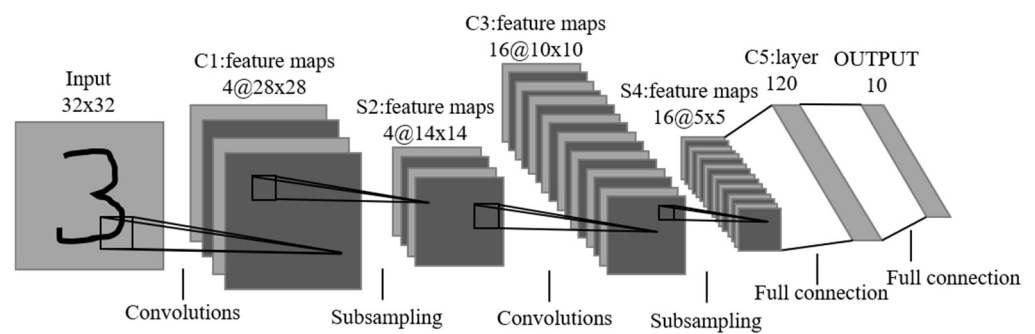 Input
32x32
3
C1:feature maps
4@28x28
S2:feature maps
4@14x14
C3:feature maps
16@10x10
S4:feature maps
16@5x5
C5:layer
120
OUTPUT
10
Convolutions
Subsampling
Convolutions
Subsampling
Full connection
Full connection